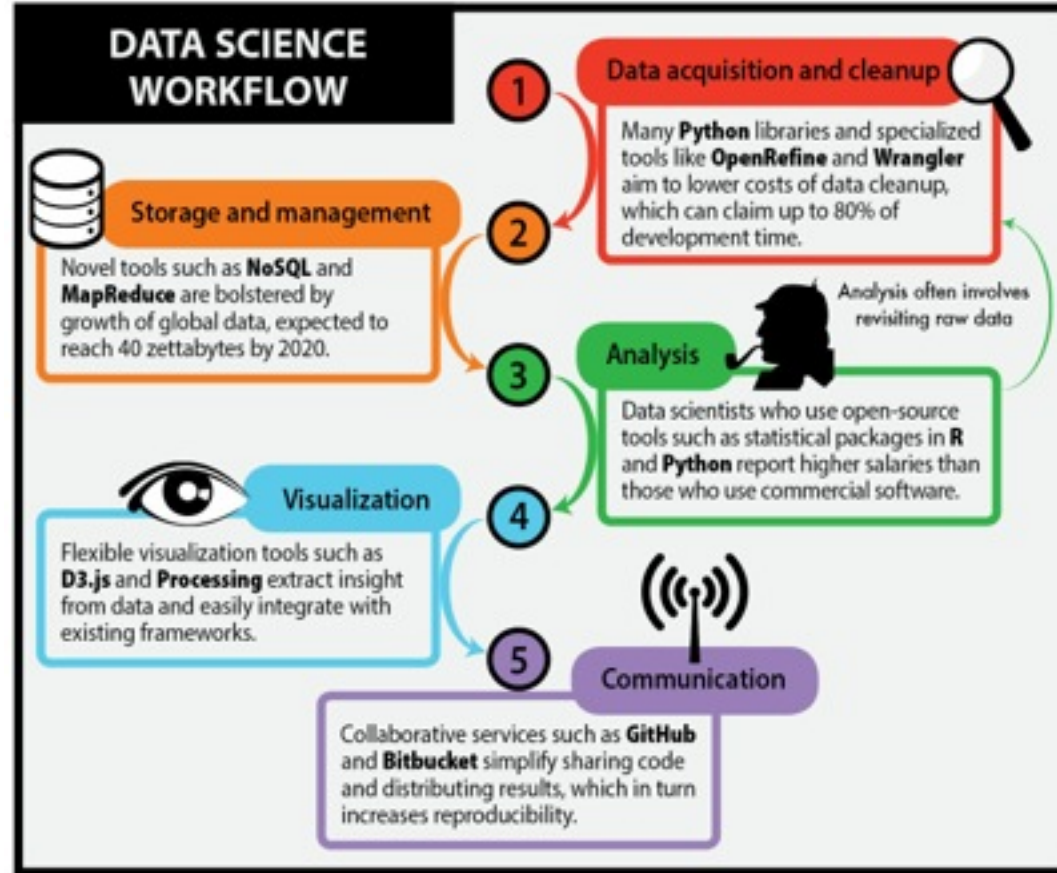 DATA SCIENCE
WORKFLOW
1
Data acquisition and cleanup
Many Python libraries and specialized
tools like OpenRefine and Wrangler
aim to lower costs of data cleanup,
which can claim up to 80% of
development time.
2
Storage and management
Novel tools such as NoSQL and
MapReduce are bolstered by
growth of global data, expected to
reach 40 zettabytes by 2020.
Analysis often involves
revisiting raw data
3
Analysis
Data scientists who use open-source
tools such as statistical packages in R
and Python report higher salaries than
those who use commercial software.
4
Visualization
Flexible visualization tools such as
D3.js and Processing extract insight
from data and easily integrate with
existing frameworks.
5
Communication
Collaborative services such as GitHub
and Bitbucket simplify sharing code
and distributing results, which in turn
increases reproducibility.